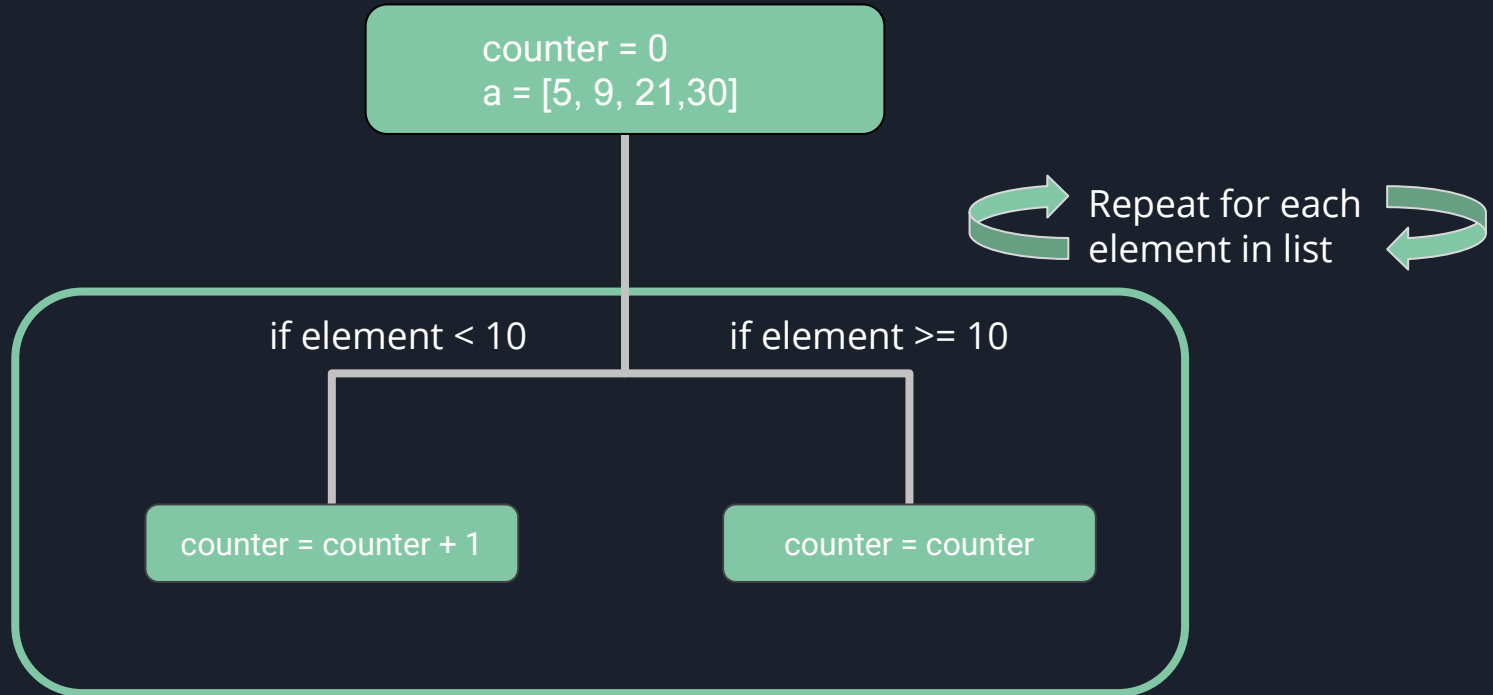 counter = 0
a = [5, 9, 21,30]
Repeat for each
element in list
if element < 10
if element >= 10
counter = counter + 1
counter = counter